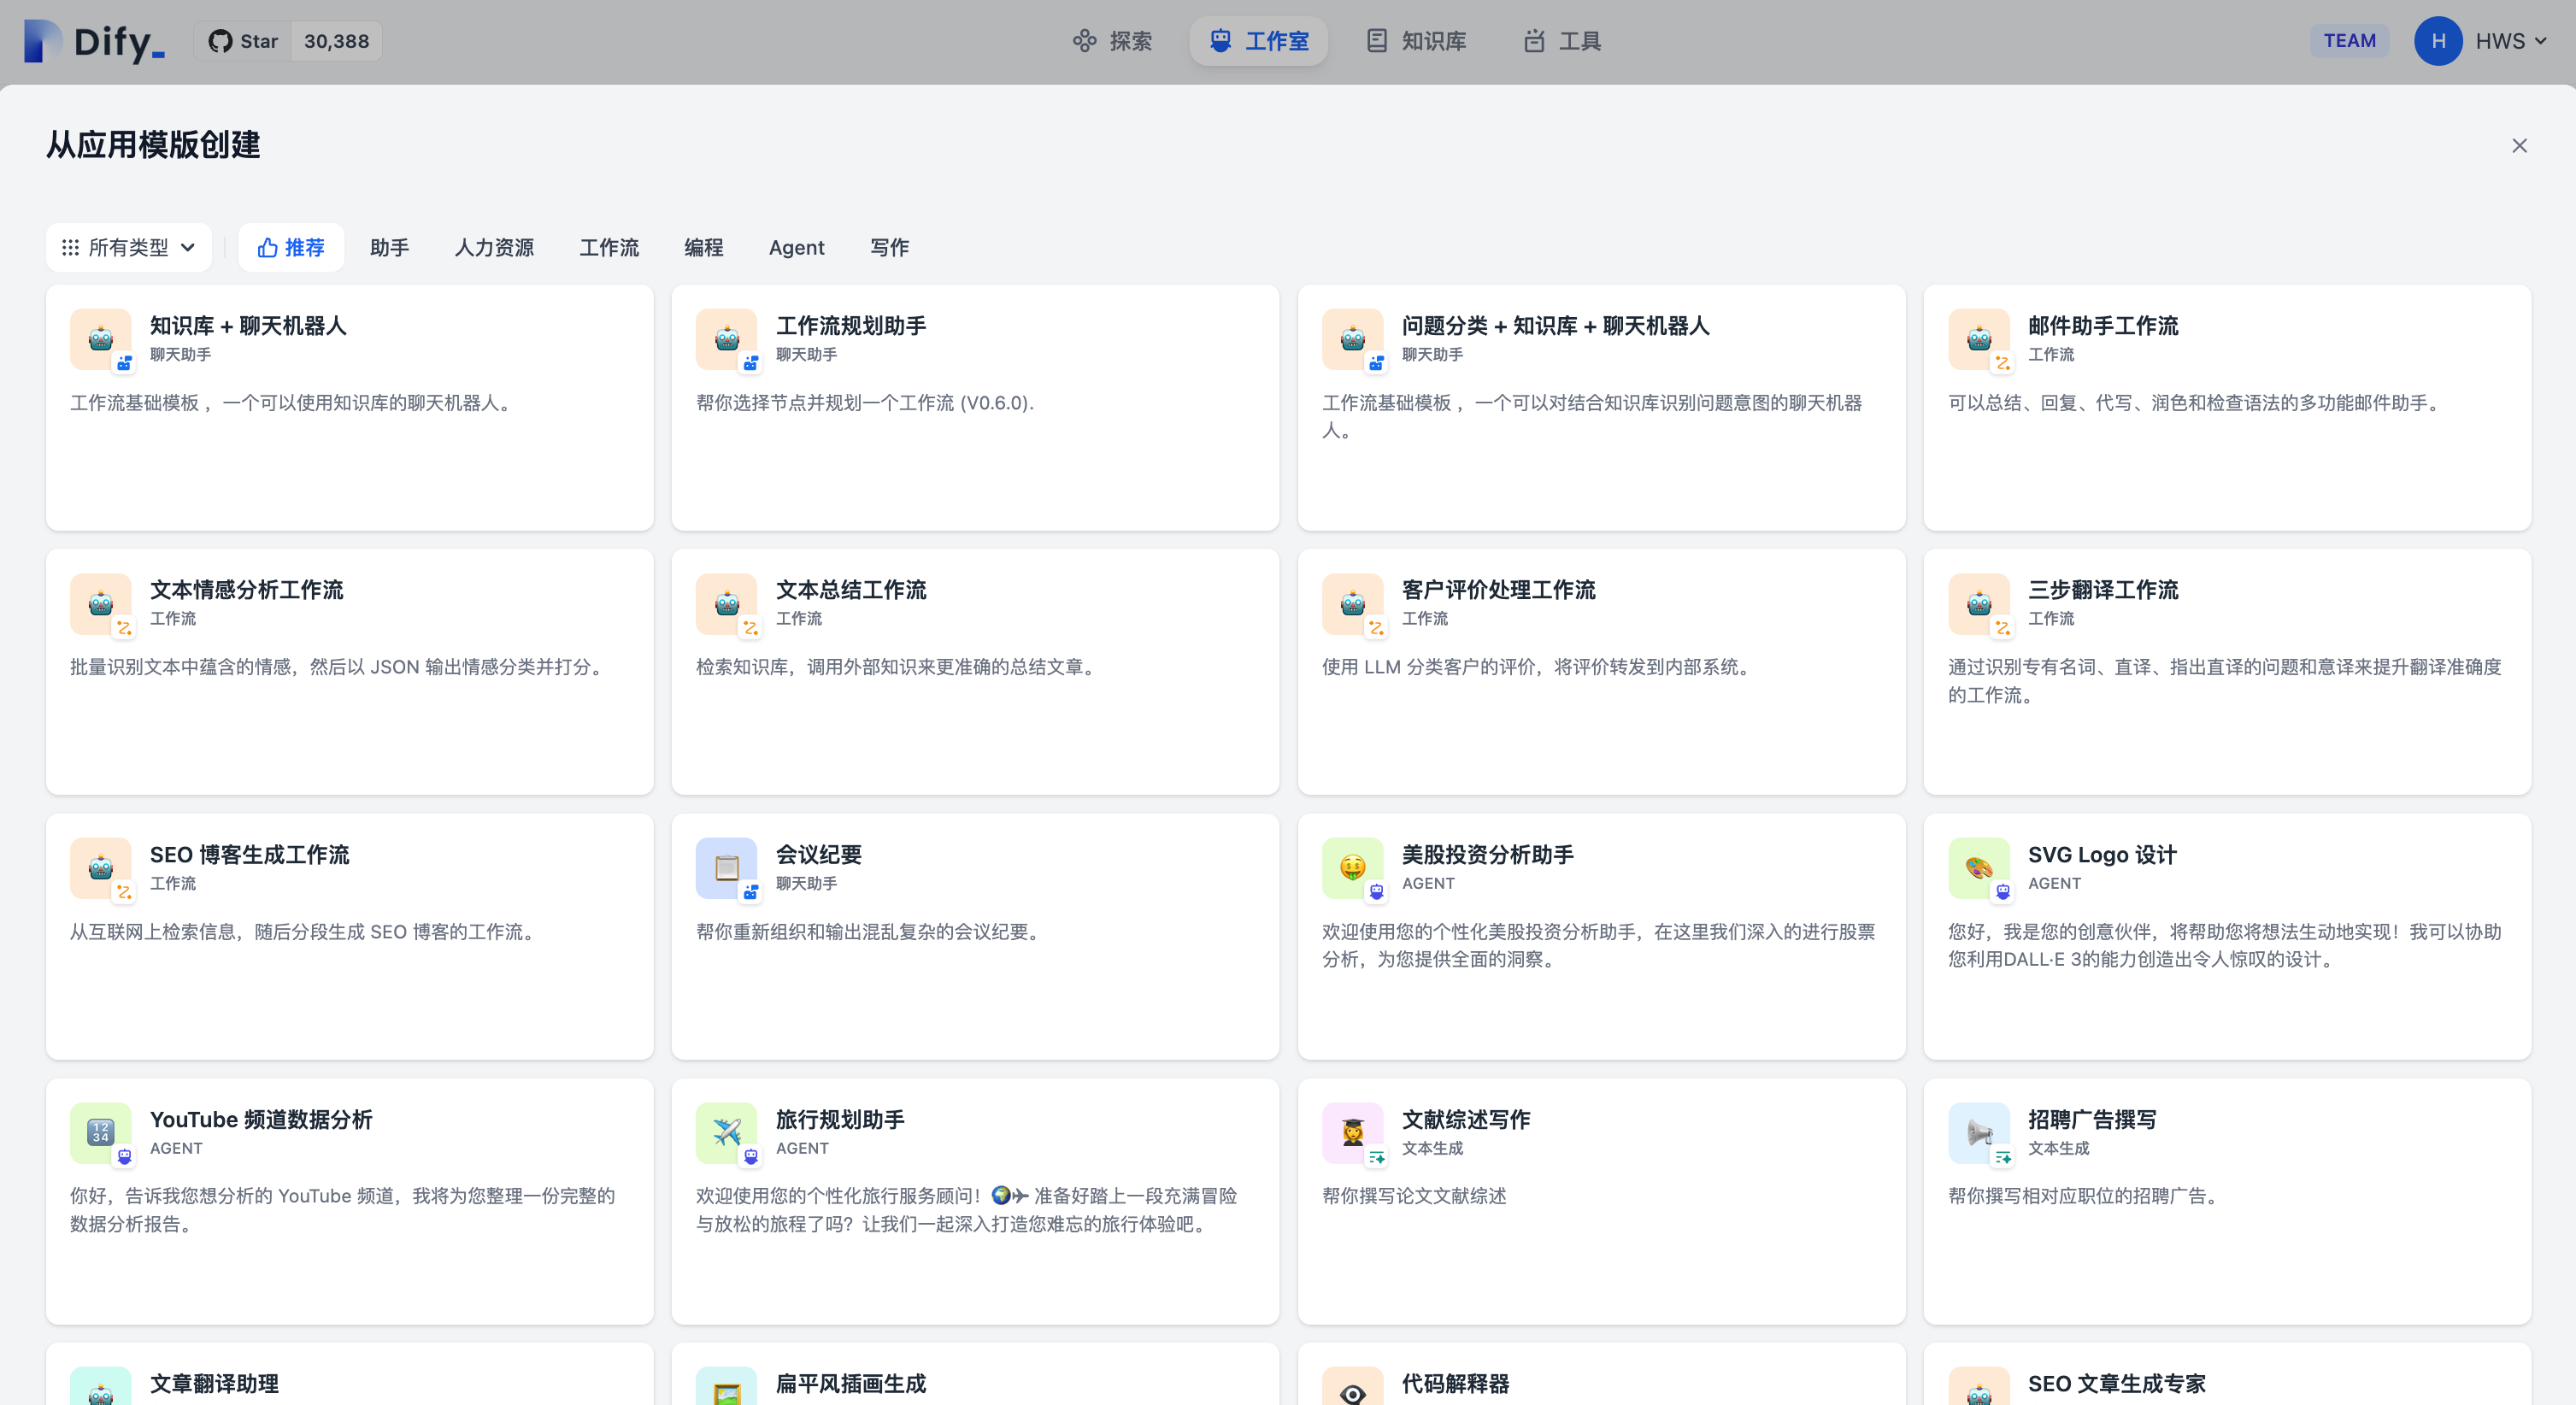 Dify_
Star 30,388
探索
工作室
知识库
工具
TEAM
H
HWS
从应用模版创建
所有类型
推荐
助手
人力资源
工作流
编程
Agent
写作
知识库 + 聊天机器人
聊天助手
工作流基础模板 ，一个可以使用知识库的聊天机器人。
工作流规划助手
聊天助手
帮你选择节点并规划一个工作流 (V0.6.0).
问题分类 + 知识库 + 聊天机器人
聊天助手
工作流基础模板 ，一个可以对结合知识库识别问题意图的聊天机器
人。
邮件助手工作流
工作流
可以总结、回复、代写、润色和检查语法的多功能邮件助手。
文本情感分析工作流
工作流
批量识别文本中蕴含的情感，然后以 JSON 输出情感分类并打分。
文本总结工作流
工作流
检索知识库，调用外部知识来更准确的总结文章。
客户评价处理工作流
工作流
使用 LLM 分类客户的评价，将评价转发到内部系统。
三步翻译工作流
工作流
通过识别专有名词、直译、指出直译的问题和意译来提升翻译准确度
的工作流。
SEO 博客生成工作流
工作流
从互联网上检索信息，随后分段生成 SEO 博客的工作流。
会议纪要
聊天助手
帮你重新组织和输出混乱复杂的会议纪要。
美股投资分析助手
AGENT
欢迎使用您的个性化美股投资分析助手，在这里我们深入的进行股票
分析，为您提供全面的洞察。
SVG Logo 设计
AGENT
您好，我是您的创意伙伴，将帮助您将想法生动地实现！我可以协助
您利用DALL·E 3的能力创造出令人惊叹的设计。
YouTube 频道数据分析
AGENT
你好，告诉我您想分析的 YouTube 频道，我将为您整理一份完整的
数据分析报告。
旅行规划助手
AGENT
欢迎使用您的个性化旅行服务顾问！🌍✈ 准备好踏上一段充满冒险
与放松的旅程了吗？让我们一起深入打造您难忘的旅行体验吧。
文献综述写作
文本生成
帮你撰写论文文献综述
招聘广告撰写
文本生成
帮你撰写相对应职位的招聘广告。
文章翻译助理
扁平风插画生成
代码解释器
SEO 文章生成专家